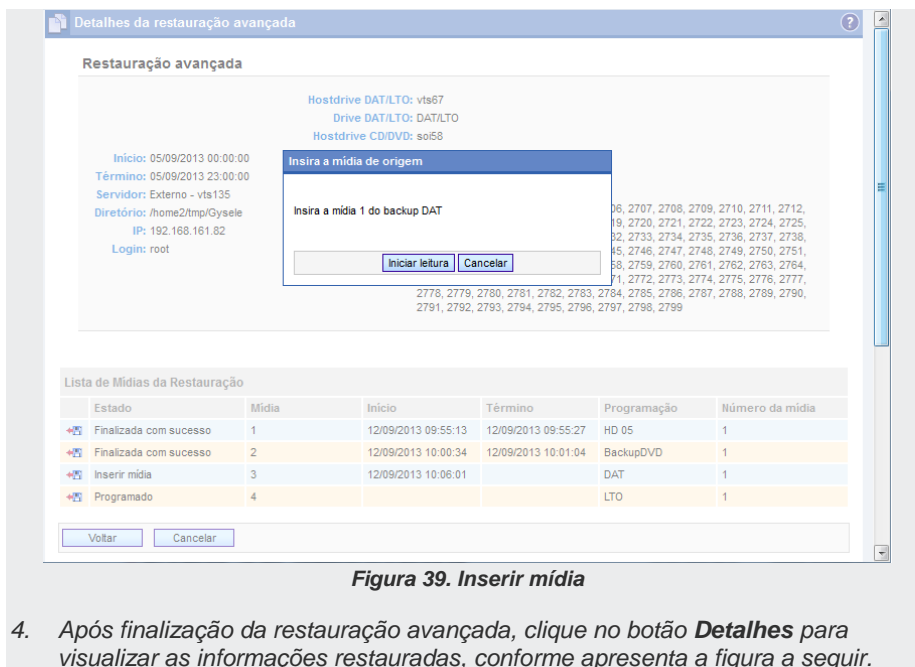 Detalhes da restauração avançada
?
Restauração avançada
Hostdrive DAT/LTO: vts67
Drive DAT/LTO: DAT/LTO
Hostdrive CD/DVD: soi58
Início: 05/09/2013 00:00:00
Término: 05/09/2013 23:00:00
Servidor: Externo - vts135
Diretório: /home2/tmp/Gysele
IP: 192.168.161.82
Login: root
Insira a mídia de origem
Insira a mídia 1 do backup DAT
Iniciar leitura Cancelar
2707, 2708, 2709, 2710, 2711, 2712,
2720, 2721, 2722, 2723, 2724, 2725,
2733, 2734, 2735, 2736, 2737, 2738,
2746, 2747, 2748, 2749, 2750, 2751,
2759, 2760, 2761, 2762, 2763, 2764,
2772, 2773, 2774, 2775, 2776, 2777,
2778, 2779, 2780, 2781, 2782, 2783, 2784, 2785, 2786, 2787, 2788, 2789, 2790,
2791, 2792, 2793, 2794, 2795, 2796, 2797, 2798, 2799
Lista de Mídias da Restauração
Estado Mídia Início Término Programação Número da mídia
Finalizada com sucesso 1 12/09/2013 09:55:13 12/09/2013 09:55:27 HD 05 1
Finalizada com sucesso 2 12/09/2013 10:00:34 12/09/2013 10:01:04 BackupDVD 1
Inserir mídia 3 12/09/2013 10:06:01 DAT 1
Programado 4 LTO 1
Voltar Cancelar
Figura 39. Inserir mídia
4. Após finalização da restauração avançada, clique no botão Detalhes para
visualizar as informações restauradas, conforme apresenta a figura a seguir.